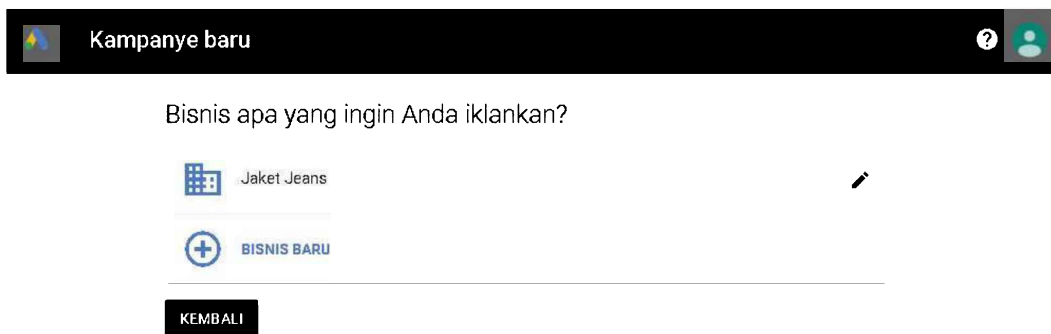 Kampanye baru
Bisnis apa yang ingin Anda iklankan?
Jaket Jeans
BISNIS BARU
KEMBALI